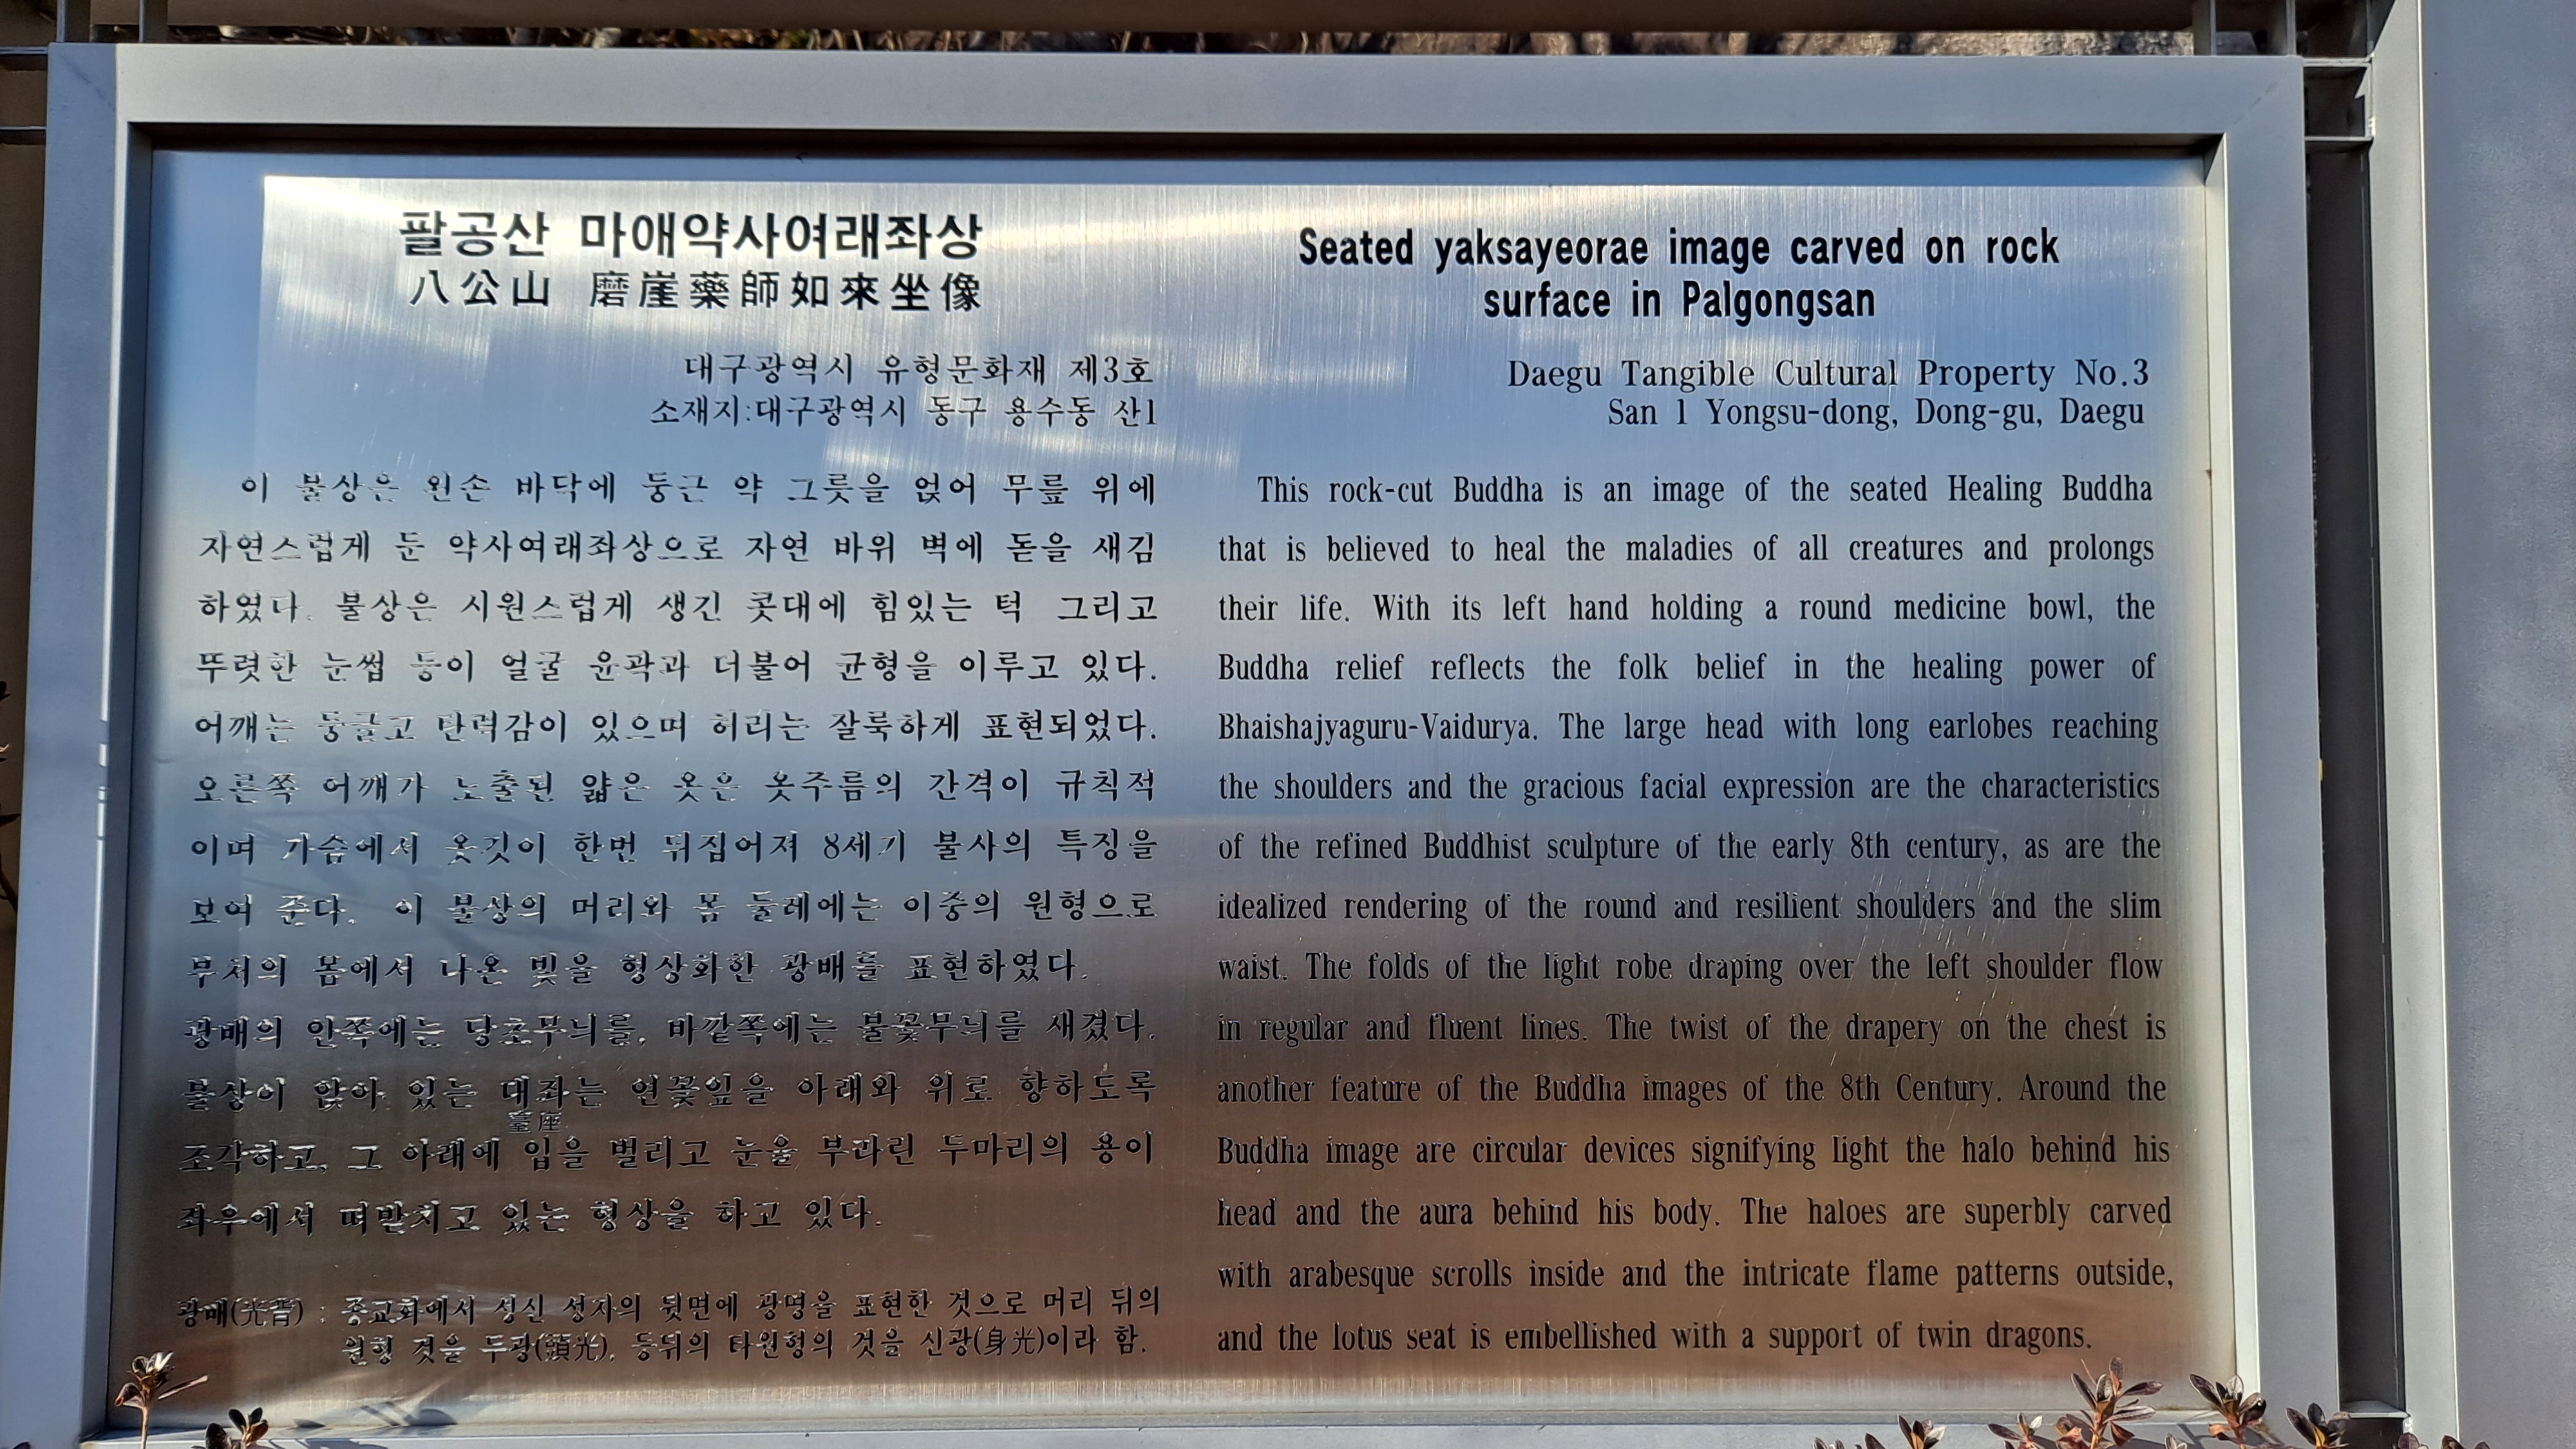 팔공산 마애약사여래좌상
八公山 磨崖藥師如來坐像
대구광역시 유형문화재 제3호
소재지:대구광역시 동구 용수동 산1
이 불상은 왼손 바닥에 둥근 약 그릇을 얹어 무릎 위에
자연스럽게 둔 약사여래좌상으로 자연 바위 벽에 돋을 새김
하였다. 불상은 시원스럽게 생긴 콧대에 힘있는 턱 그리고
뚜렷한 눈썹 등이 얼굴 윤곽과 더불어 균형을 이루고 있다.
어깨는 둥글고 탄력감이 있으며 허리는 잘룩하게 표현되었다.
오른쪽 어깨가 노출된 얇은 옷은 옷주름의 간격이 규칙적
이며 가슴에서 옷깃이 한번 뒤집어져 8세기 불사의 특징을
보여 준다. 이 불상의 머리와 몸 둘레에는 이중의 원형으로
부처의 몸에서 나온 빛을 형상화한 광배를 표현하였다.
광배의 안쪽에는 당초무늬를, 바깥쪽에는 불꽃무늬를 새겼다.
불상이 앉아 있는 대좌는 연꽃잎을 아래와 위로 향하도록
臺座
조각하고, 그 아래에 입을 벌리고 눈을 부라린 두마리의 용이
좌우에서 떠받치고 있는 형상을 하고 있다.
광배(光背) : 종교화에서 성신 성자의 뒷면에 광명을 표현한 것으로 머리 뒤의
원형 것을 두광(頭光), 등뒤의 타원형의 것을 신광(身光)이라 함.
Seated yaksayeorae image carved on rock
surface in Palgongsan
Daegu Tangible Cultural Property No.3
San 1 Yongsu-dong, Dong-gu, Daegu
This rock-cut Buddha is an image of the seated Healing Buddha
that is believed to heal the maladies of all creatures and prolongs
their life. With its left hand holding a round medicine bowl, the
Buddha relief reflects the folk belief in the healing power of
Bhaishajyaguru-Vaidurya. The large head with long earlobes reaching
the shoulders and the gracious facial expression are the characteristics
of the refined Buddhist sculpture of the early 8th century, as are the
idealized rendering of the round and resilient shoulders and the slim
waist. The folds of the light robe draping over the left shoulder flow
in regular and fluent lines. The twist of the drapery on the chest is
another feature of the Buddha images of the 8th Century. Around the
Buddha image are circular devices signifying light the halo behind his
head and the aura behind his body. The haloes are superbly carved
with arabesque scrolls inside and the intricate flame patterns outside,
and the lotus seat is embellished with a support of twin dragons.